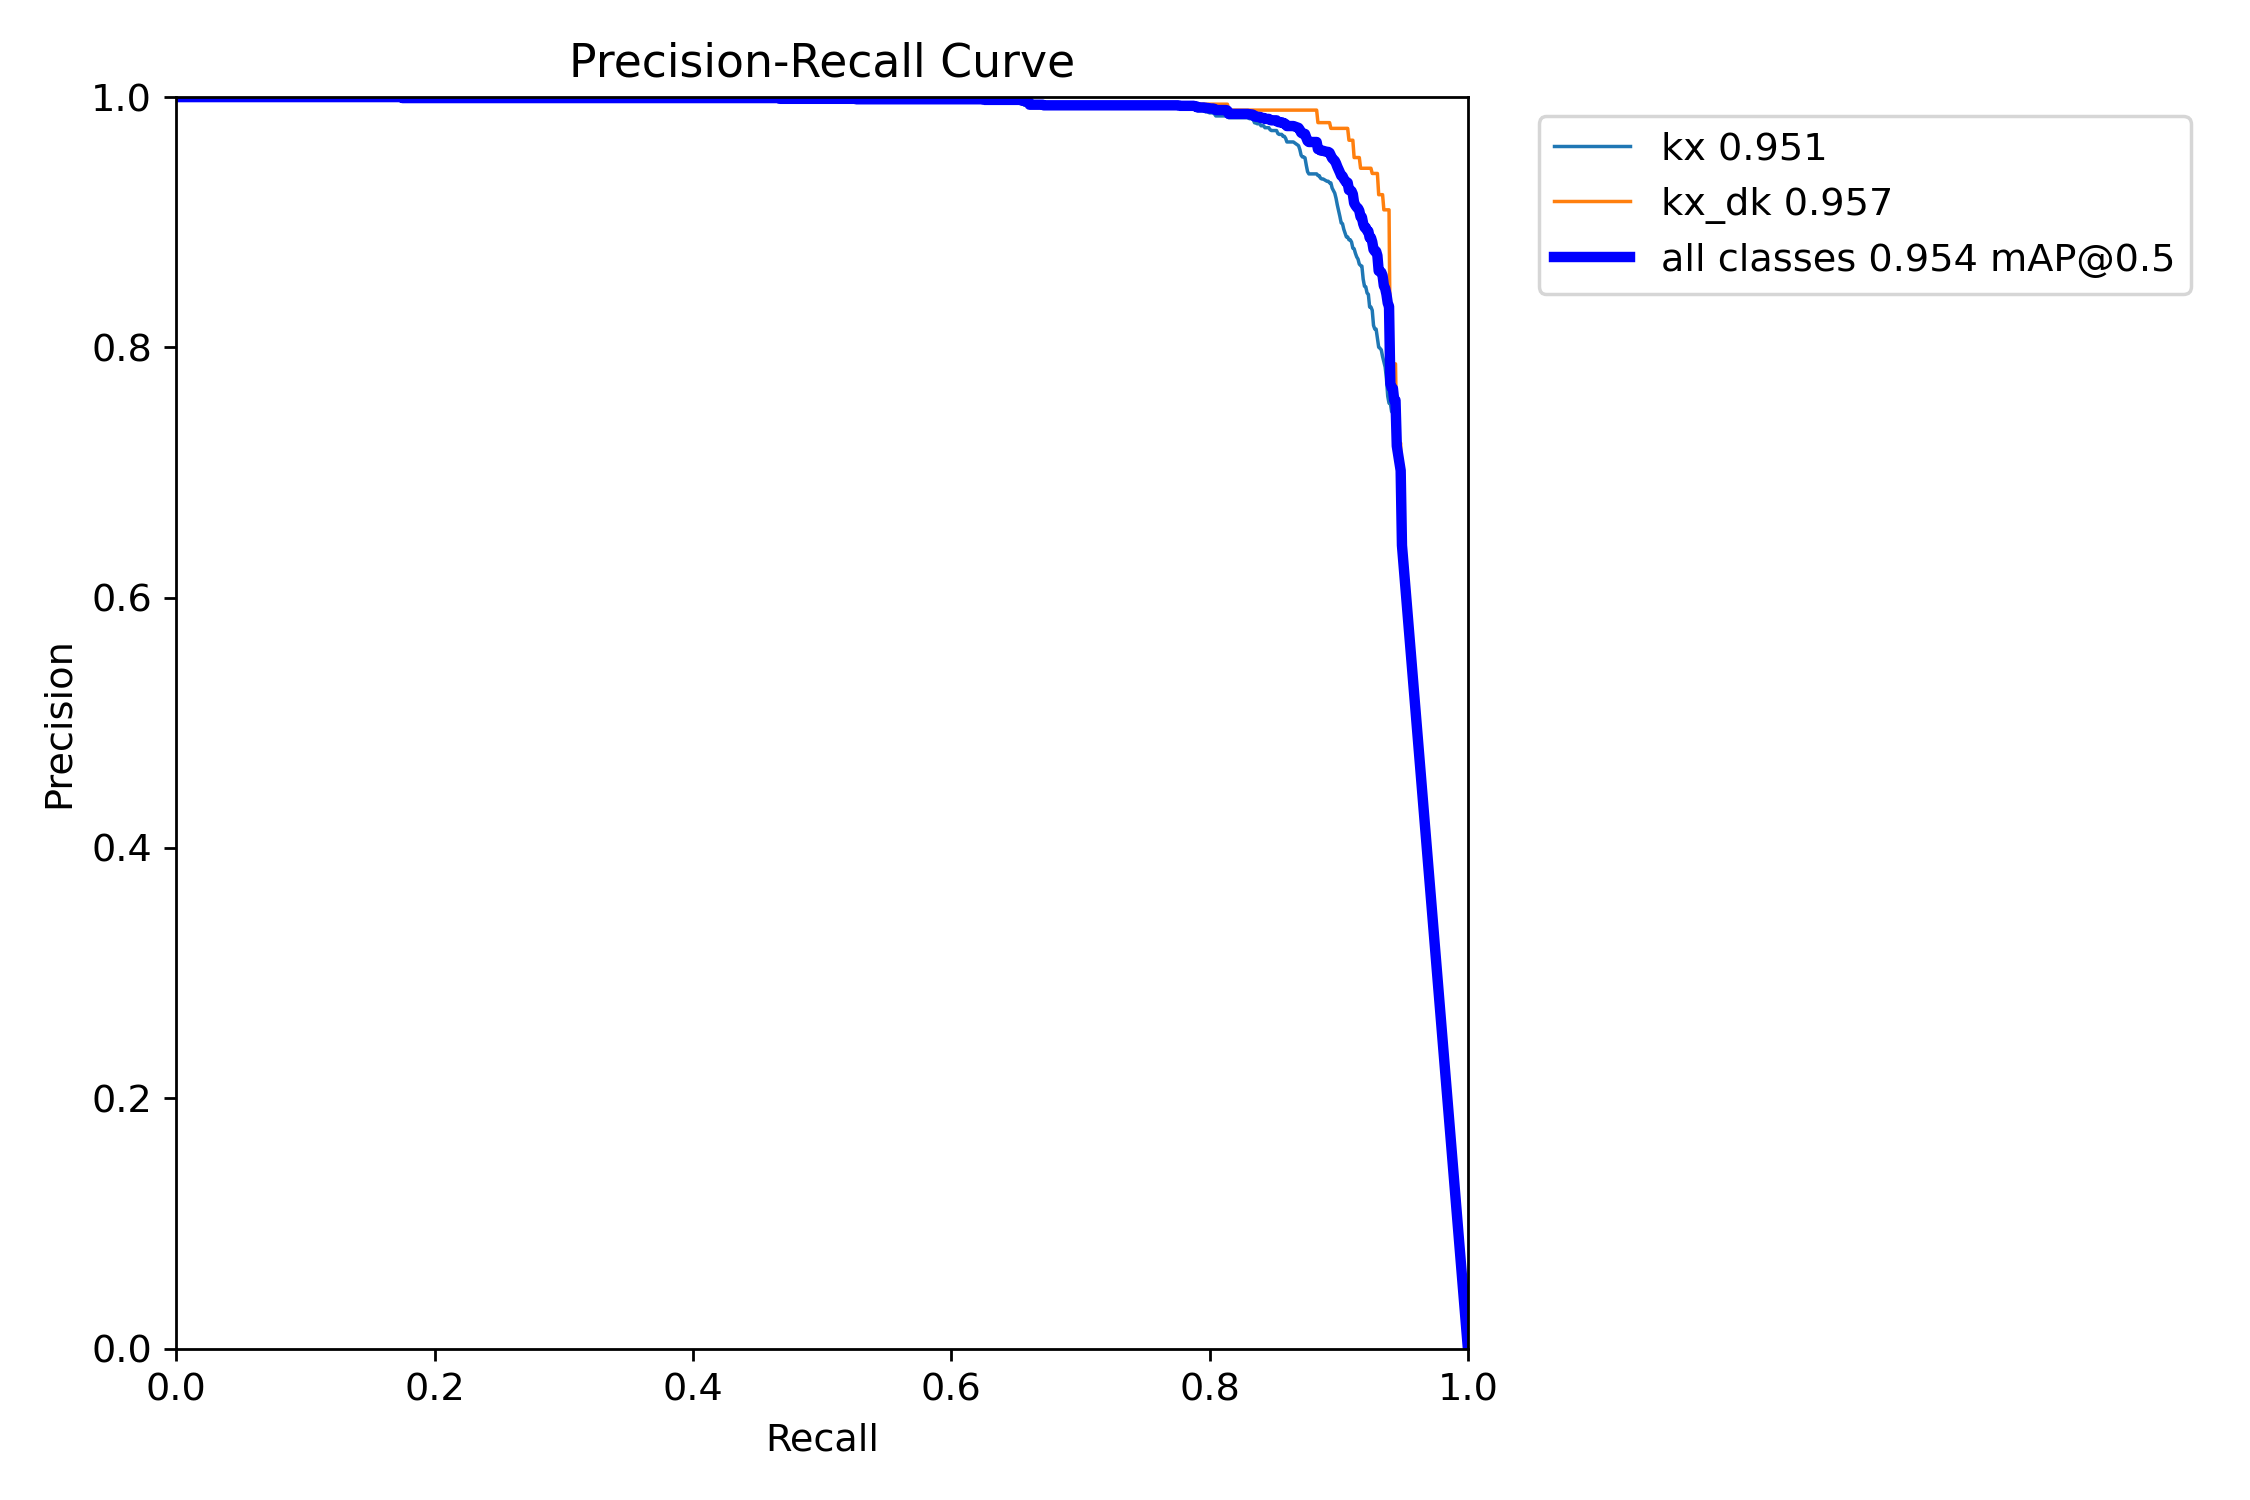 Precision-Recall Curve
1.0
0.8
0.6
0.4
0.2
0.0
Precision
0.0 0.2 0.4 0.6 0.8 1.0
Recall
kx 0.951
kx_dk 0.957
all classes 0.954 mAP@0.5